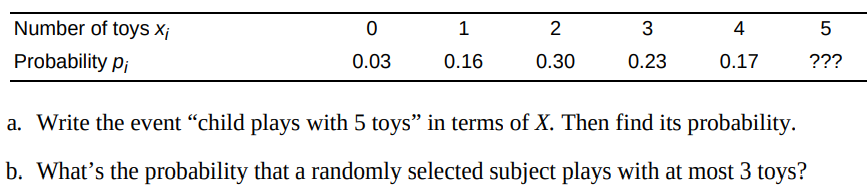 Number of toys xi 0 1 2 3 4 5
Probability pi 0.03 0.16 0.30 0.23 0.17 ???
a. Write the event “child plays with 5 toys” in terms of X. Then find its probability.
b. What’s the probability that a randomly selected subject plays with at most 3 toys?